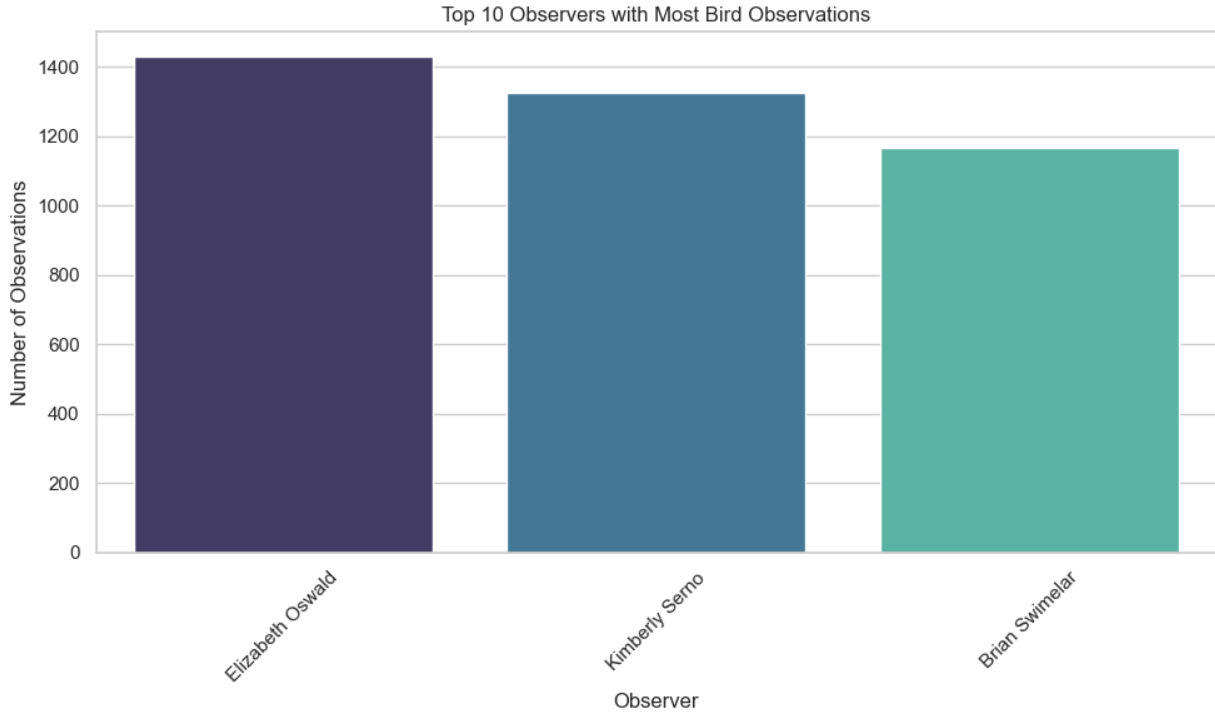 Top 10 Observers with Most Bird Observations
Number of Observations
1400
1200
1000
800
600
400
200
0
Elizabeth Oswald
Kimberly Serno
Brian Swimelar
Observer